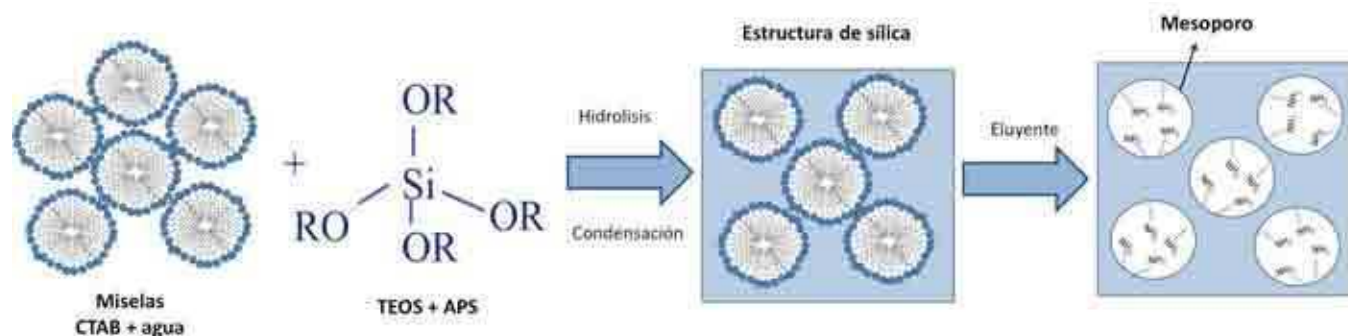 Miselas
CTAB + agua
+
OR
Si
RO
OR
OR
TEOS + APS
Hidrolisis
Condensación
Estructura de sílica
Eluyente
Mesoporo